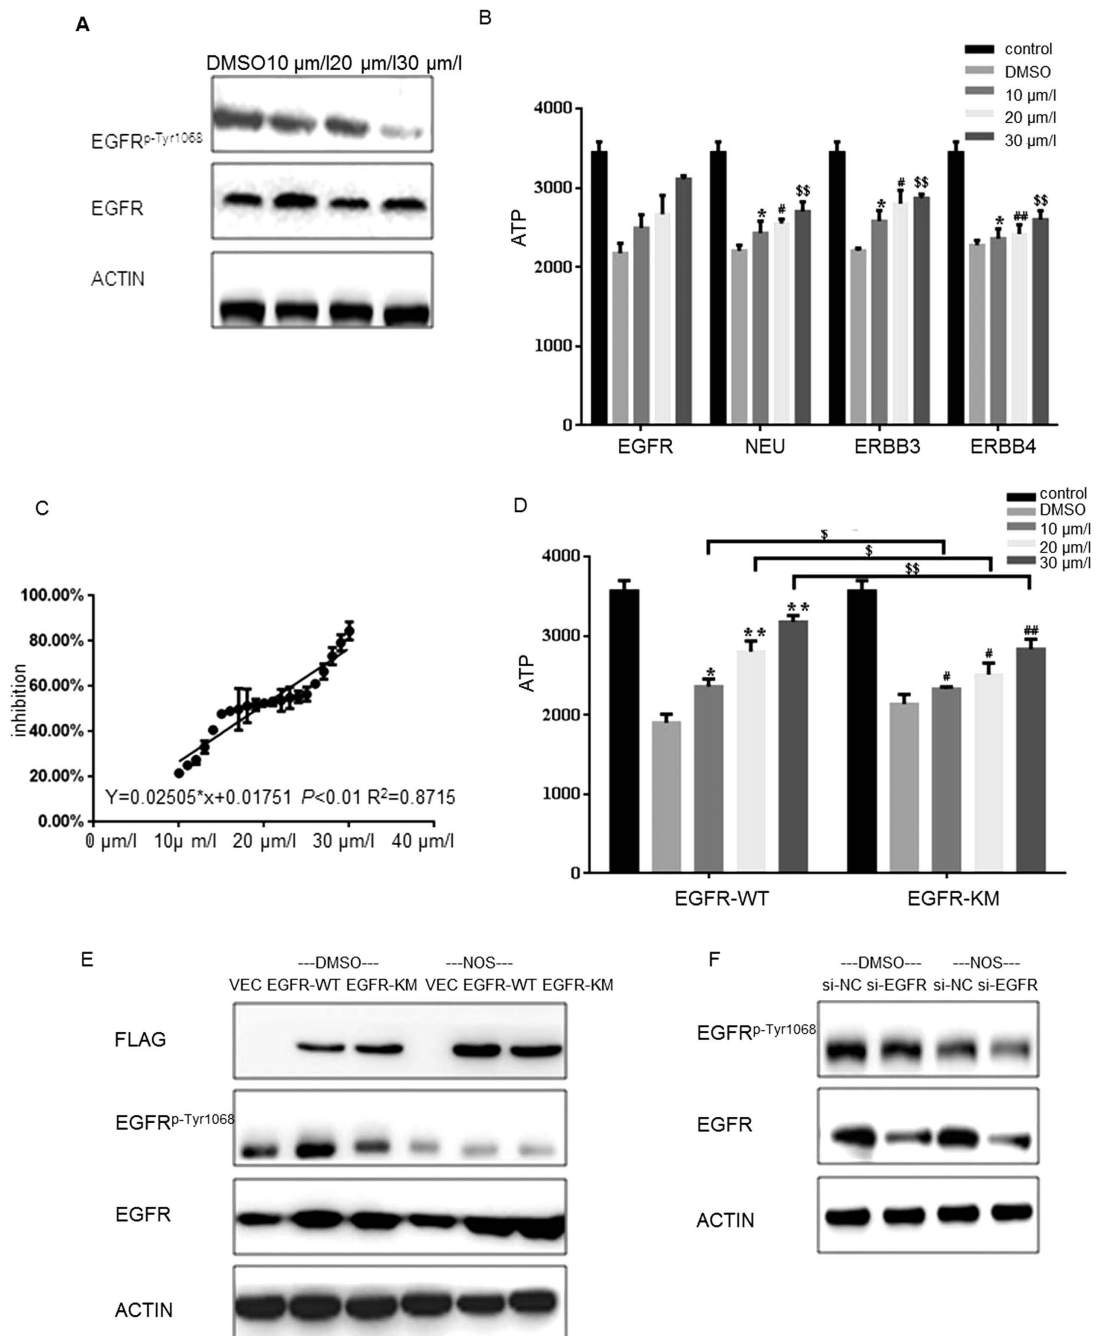 A
DMSO10 µm/l20 µm/l30 µm/l
EGFRp-Tyr1068
EGFR
ACTIN
B
control
DMSO
10 µm/l
20 µm/l
30 µm/l
4000
3000
2000
1000
0
ATP
* # $$
* # $$
* ## $$
EGFR NEU ERBB3 ERBB4
C
100.00%
80.00%
60.00%
40.00%
20.00%
0.00%
inhibition
Y=0.02505*x+0.01751 P<0.01 R2=0.8715
0 µm/l 10µ m/l 20 µm/l 30 µm/l 40 µm/l
D
control
DMSO
10 µm/l
20 µm/l
30 µm/l
$
$
$$
4000
3000
2000
1000
0
ATP
* ** **
# # ##
EGFR-WT EGFR-KM
E
---DMSO--- ---NOS---
VEC EGFR-WT EGFR-KM VEC EGFR-WT EGFR-KM
FLAG
EGFRp-Tyr1068
EGFR
ACTIN
F
---DMSO--- ---NOS---
si-NC si-EGFR si-NC si-EGFR
EGFRp-Tyr1068
EGFR
ACTIN